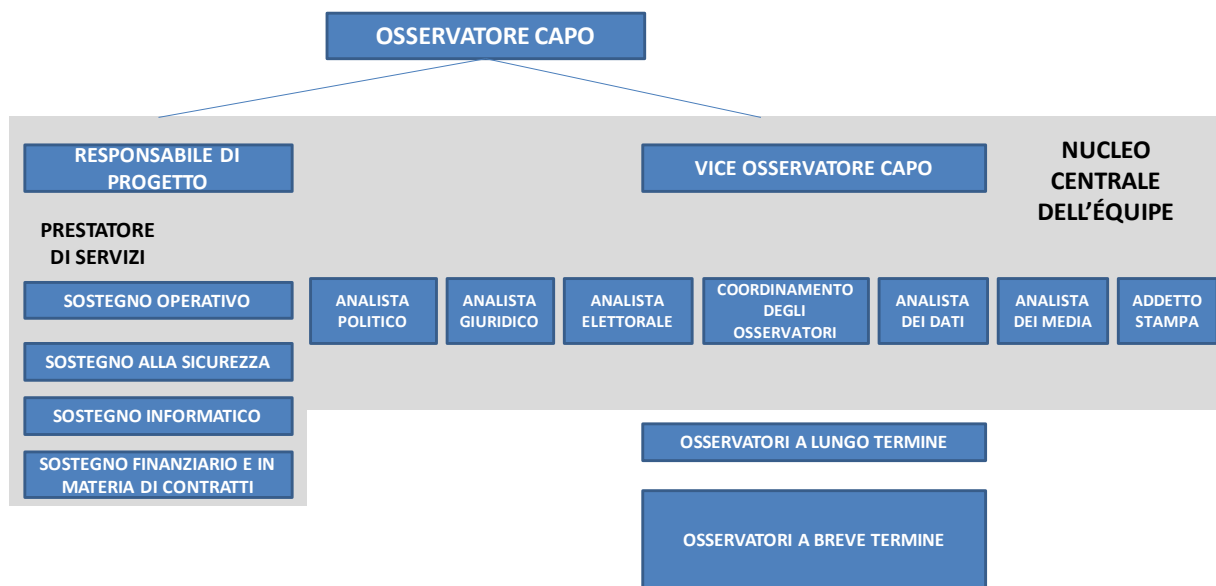 OSSERVATORE CAPO
RESPONSABILE DI
PROGETTO
VICE OSSERVATORE CAPO
NUCLEO
CENTRALE
DELL'ÉQUIPE
PRESTATORE
DI SERVIZI
SOSTEGNO OPERATIVO
ANALISTA
POLITICO
ANALISTA
GIURIDICO
ANALISTA
ELETTORALE
COORDINAMENTO
DEGLI
OSSERVATORI
ANALISTA
DEI DATI
ANALISTA
DEI MEDIA
ADDETTO
STAMPA
SOSTEGNO ALLA SICUREZZA
SOSTEGNO INFORMATICO
SOSTEGNO FINANZIARIO E IN
MATERIA DI CONTRATTI
OSSERVATORI A LUNGO TERMINE
OSSERVATORI A BREVE TERMINE